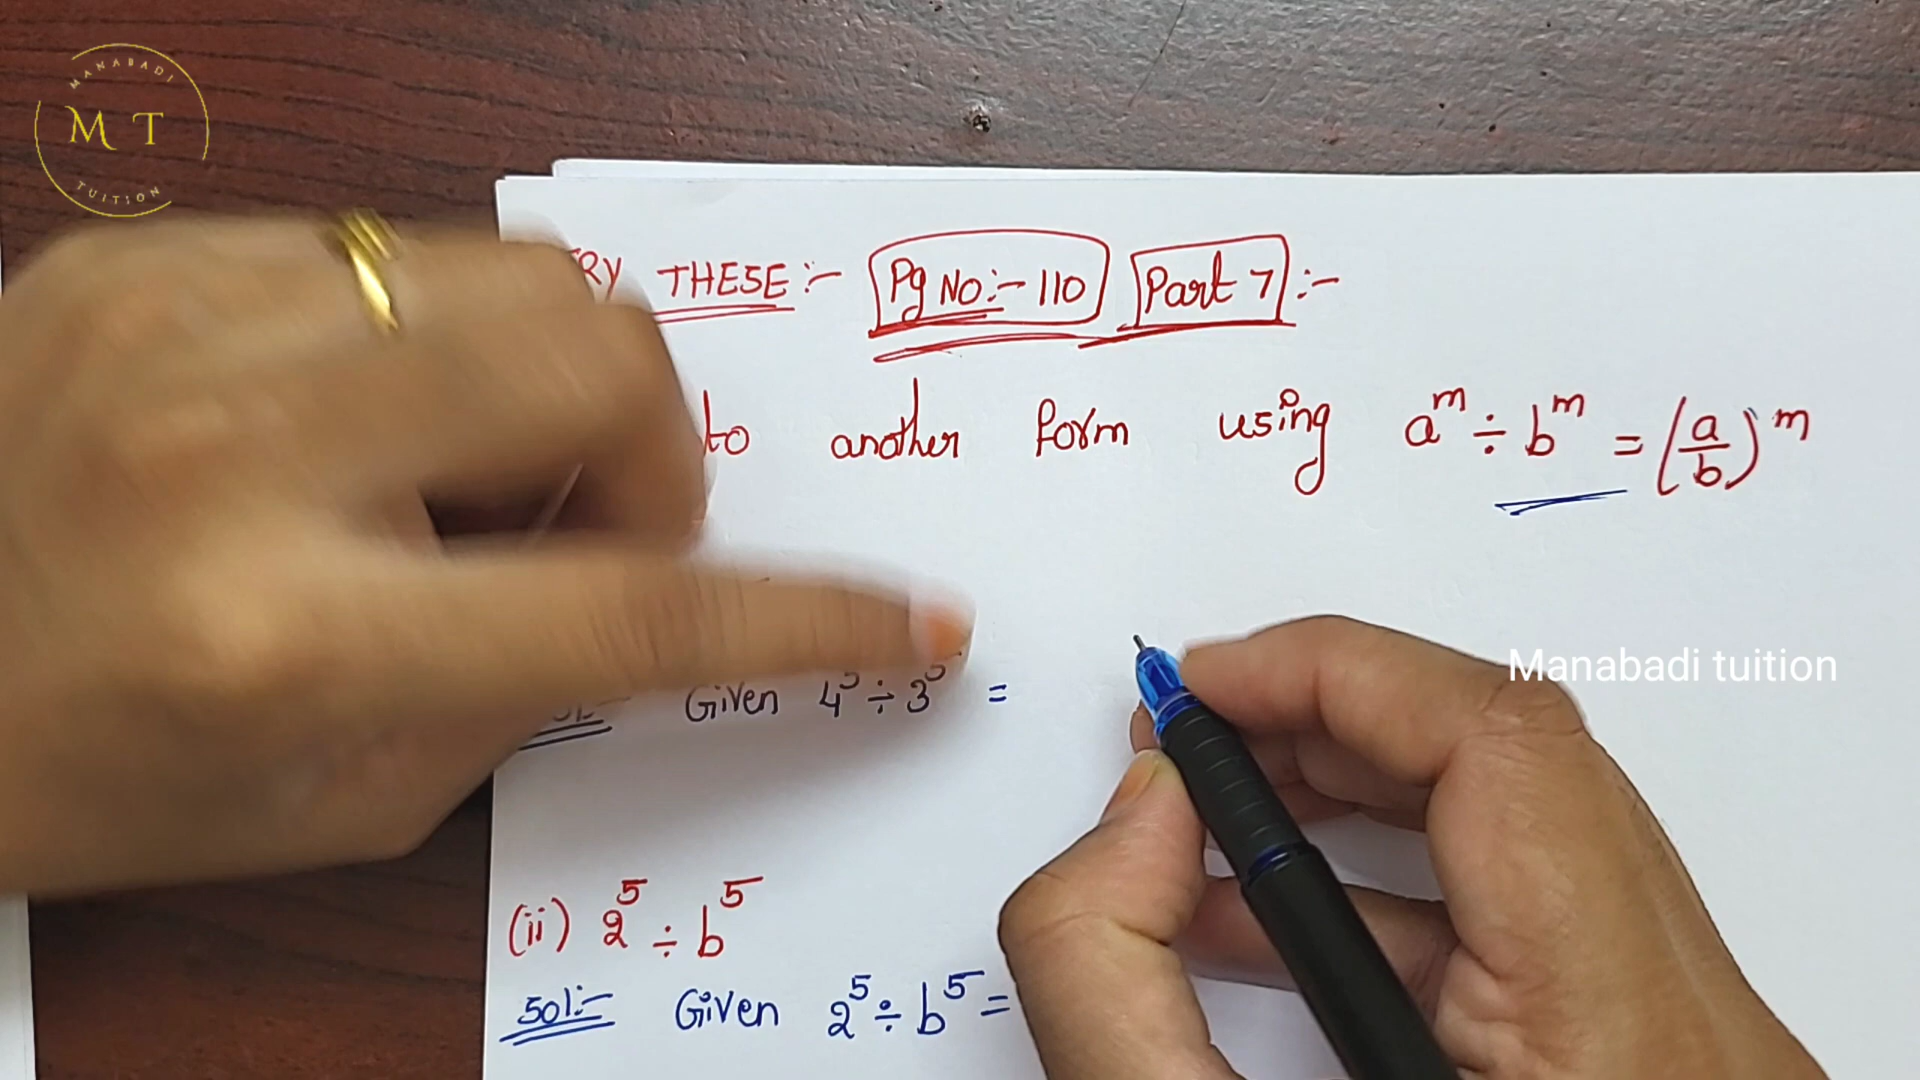 MANABADI
M T
TUITION
THESE:- Pg No:- 110 Part 7 :-
to another form using a^m ÷ b^m = (a/b)^m
Manabadi tuition
Given 4^5 ÷ 3^5 =
(ii) 2^5 ÷ b^5
Sol:- Given 2^5 ÷ b^5 =